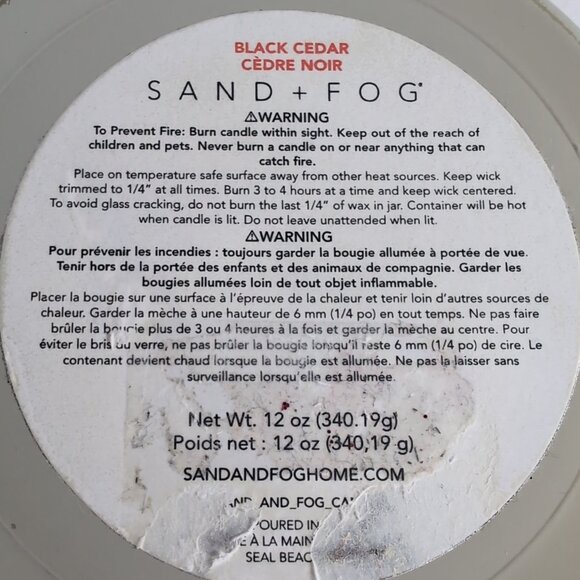 BLACK CEDAR
CÈDRE NOIR
SAND + FOG®
⚠WARNING
To Prevent Fire: Burn candle within sight. Keep out of the reach of
children and pets. Never burn a candle on or near anything that can
catch fire.
Place on temperature safe surface away from other heat sources. Keep wick
trimmed to 1/4" at all times. Burn 3 to 4 hours at a time and keep wick centered.
To avoid glass cracking, do not burn the last 1/4" of wax in jar. Container will be hot
when candle is lit. Do not leave unattended when lit.
⚠WARNING
Pour prévenir les incendies : toujours garder la bougie allumée à portée de vue.
Tenir hors de la portée des enfants et des animaux de compagnie. Garder les
bougies allumées loin de tout objet inflammable.
Placer la bougie sur une surface à l'épreuve de la chaleur et tenir loin d'autres sources de
chaleur. Garder la mèche à une hauteur de 6 mm (1/4 po) en tout temps. Ne pas faire
brûler la bougie plus de 3 ou 4 heures à la fois et garder la mèche au centre. Pour
éviter le bris du verre, ne pas brûler la bougie lorsqu'il reste 6 mm (1/4 po) de cire. Le
contenant devient chaud lorsque la bougie est allumée. Ne pas la laisser sans
surveillance lorsqu'elle est allumée.
Net Wt. 12 oz (340.19g)
Poids net : 12 oz (340,19 g)
SANDANDFOGHOME.COM
AND_AND_FOG_CA
POURED IN
À LA MAIN
SEAL BEAC